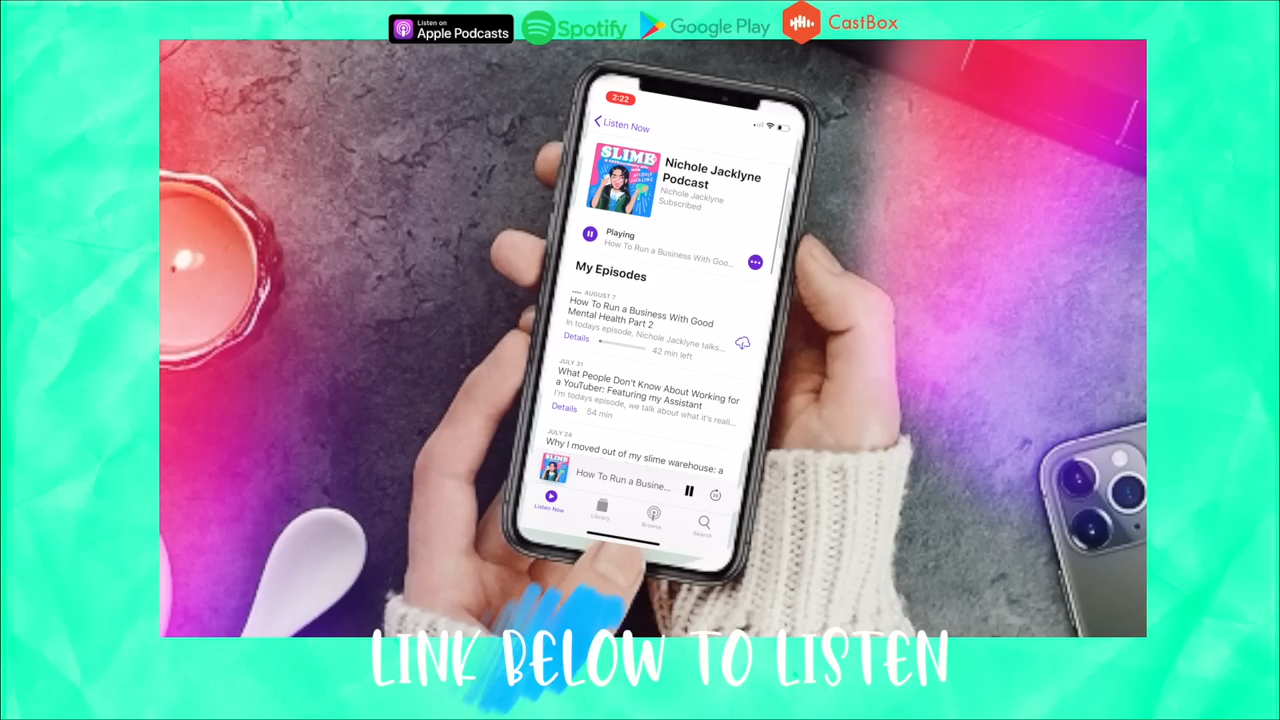 Listen on
Apple Podcasts
Spotify
Google Play
CastBox
2:22
Listen Now
SLIME
NICHOLE
JACKLYNE
Nichole Jacklyne
Podcast
Nichole Jacklyne
Subscribed
Playing
How To Run a Business With Goo...
My Episodes
AUGUST 7
How To Run a Business With Good
Mental Health Part 2
In todays episode, Nichole Jacklyne talks...
Details
42 min left
JULY 31
What People Don't Know About Working for
a YouTuber: Featuring my Assistant
I'm todays episode, we talk about what it's reall...
Details 54 min
JULY 24
Why I moved out of my slime warehouse: a
SLIME
How To Run a Busine...
30
Listen Now
Library
Browse
Search
LINK BELOW TO LISTEN